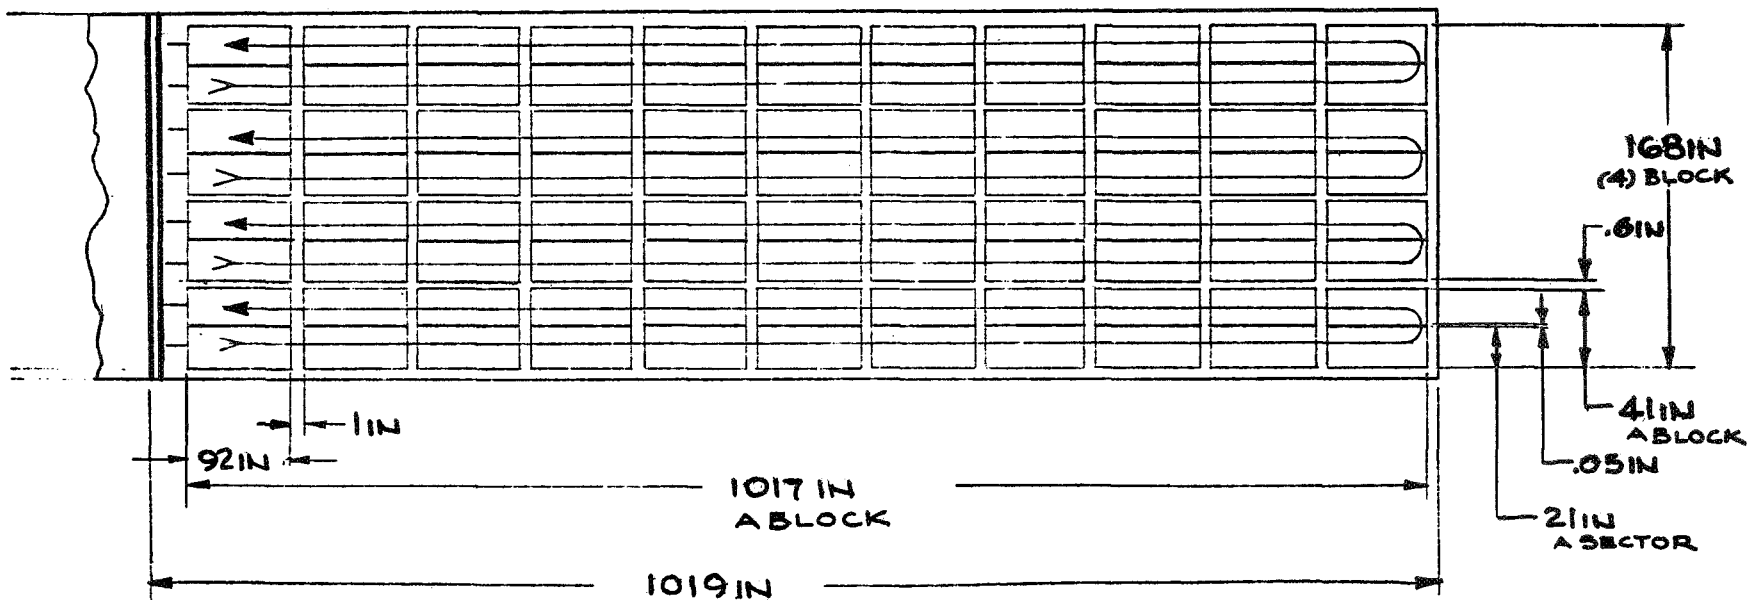 168IN
(4) BLOCK
.6IN
41IN
A BLOCK
.05IN
21IN
A SECTOR
1IN
92IN
1017 IN
A BLOCK
1019IN